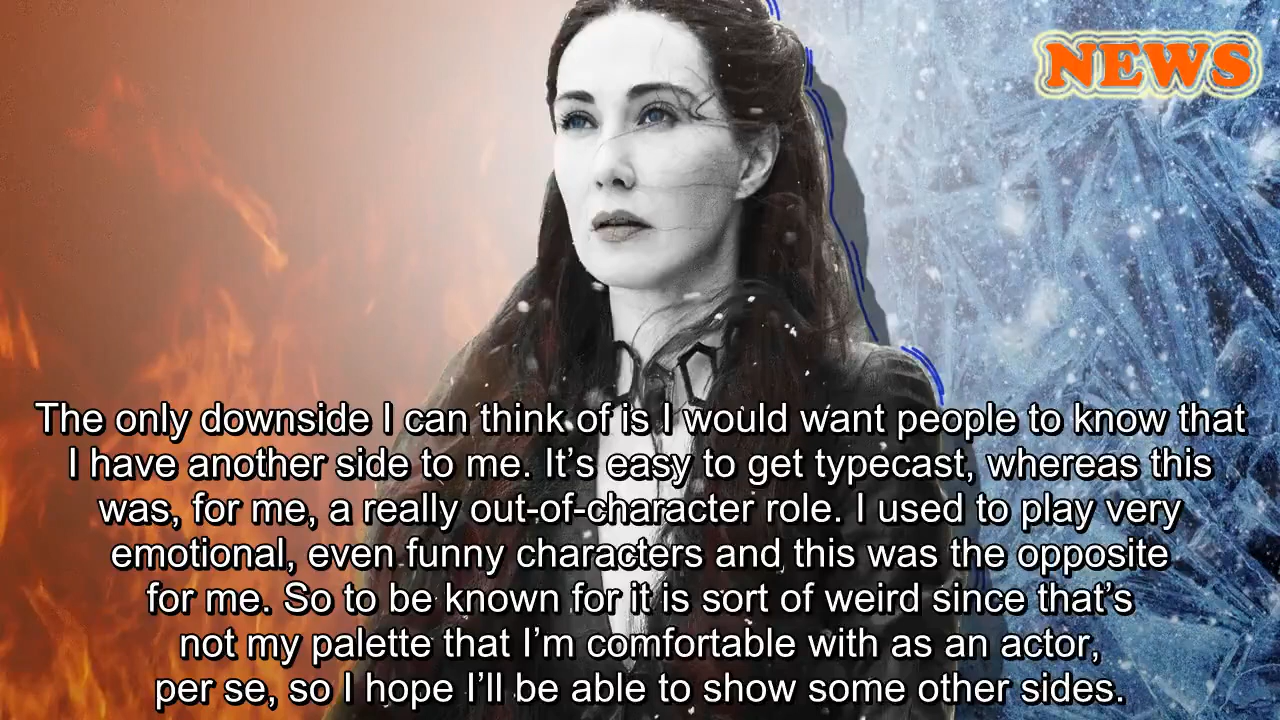 NEWS
The only downside I can think of is I would want people to know that
I have another side to me. It’s easy to get typecast, whereas this
was, for me, a really out-of-character role. I used to play very
emotional, even funny characters and this was the opposite
for me. So to be known for it is sort of weird since that’s
not my palette that I’m comfortable with as an actor,
per se, so I hope I’ll be able to show some other sides.